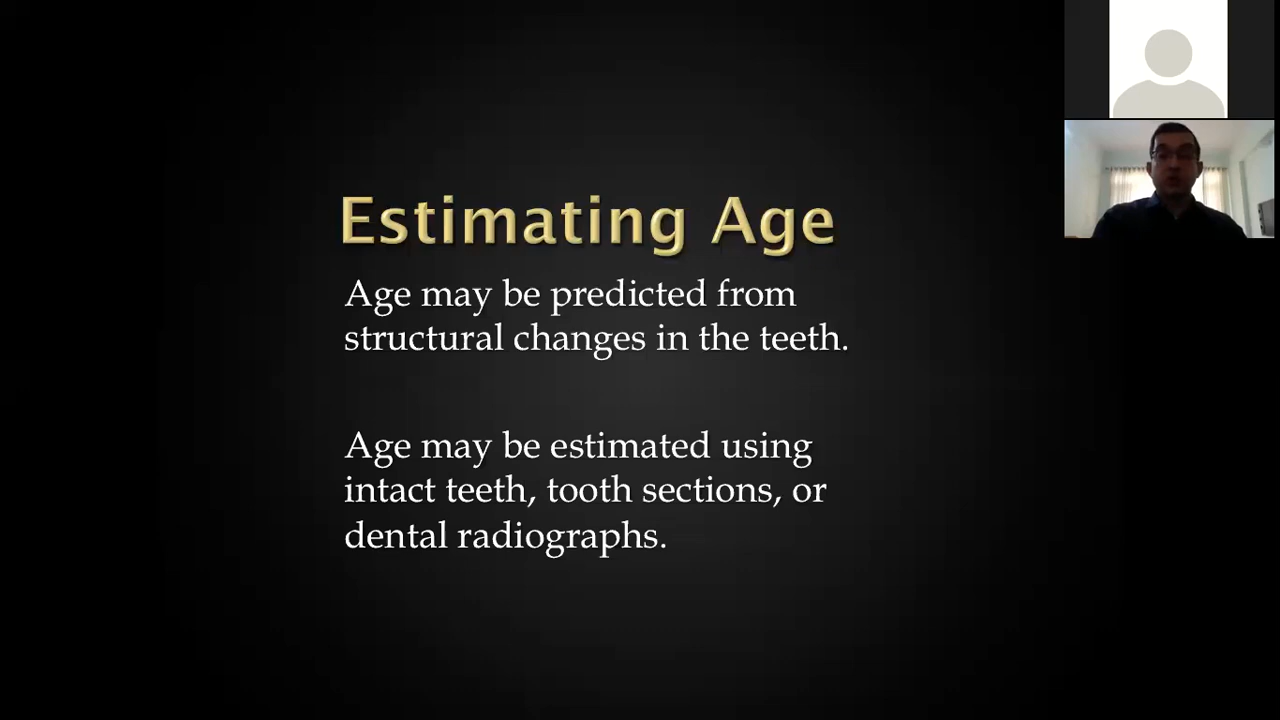 Estimating Age
Age may be predicted from
structural changes in the teeth.
Age may be estimated using
intact teeth, tooth sections, or
dental radiographs.